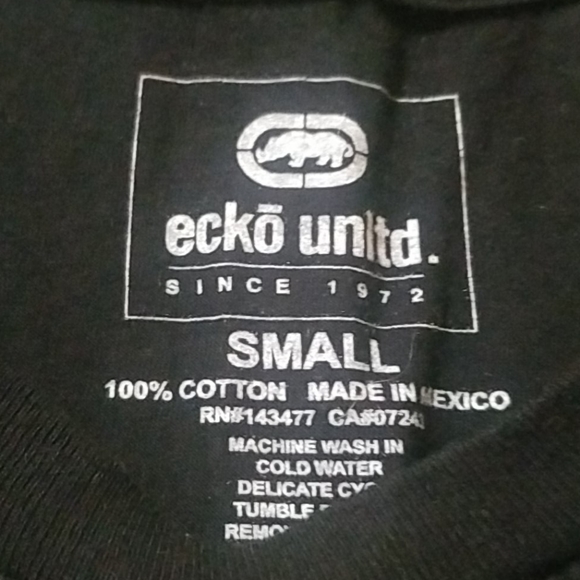 eckō unltd.
SINCE 1972
SMALL
100% COTTON MADE IN MEXICO
RN#143477
MACHINE WASH IN
COLD WATER
DELICATE
TUMBLE